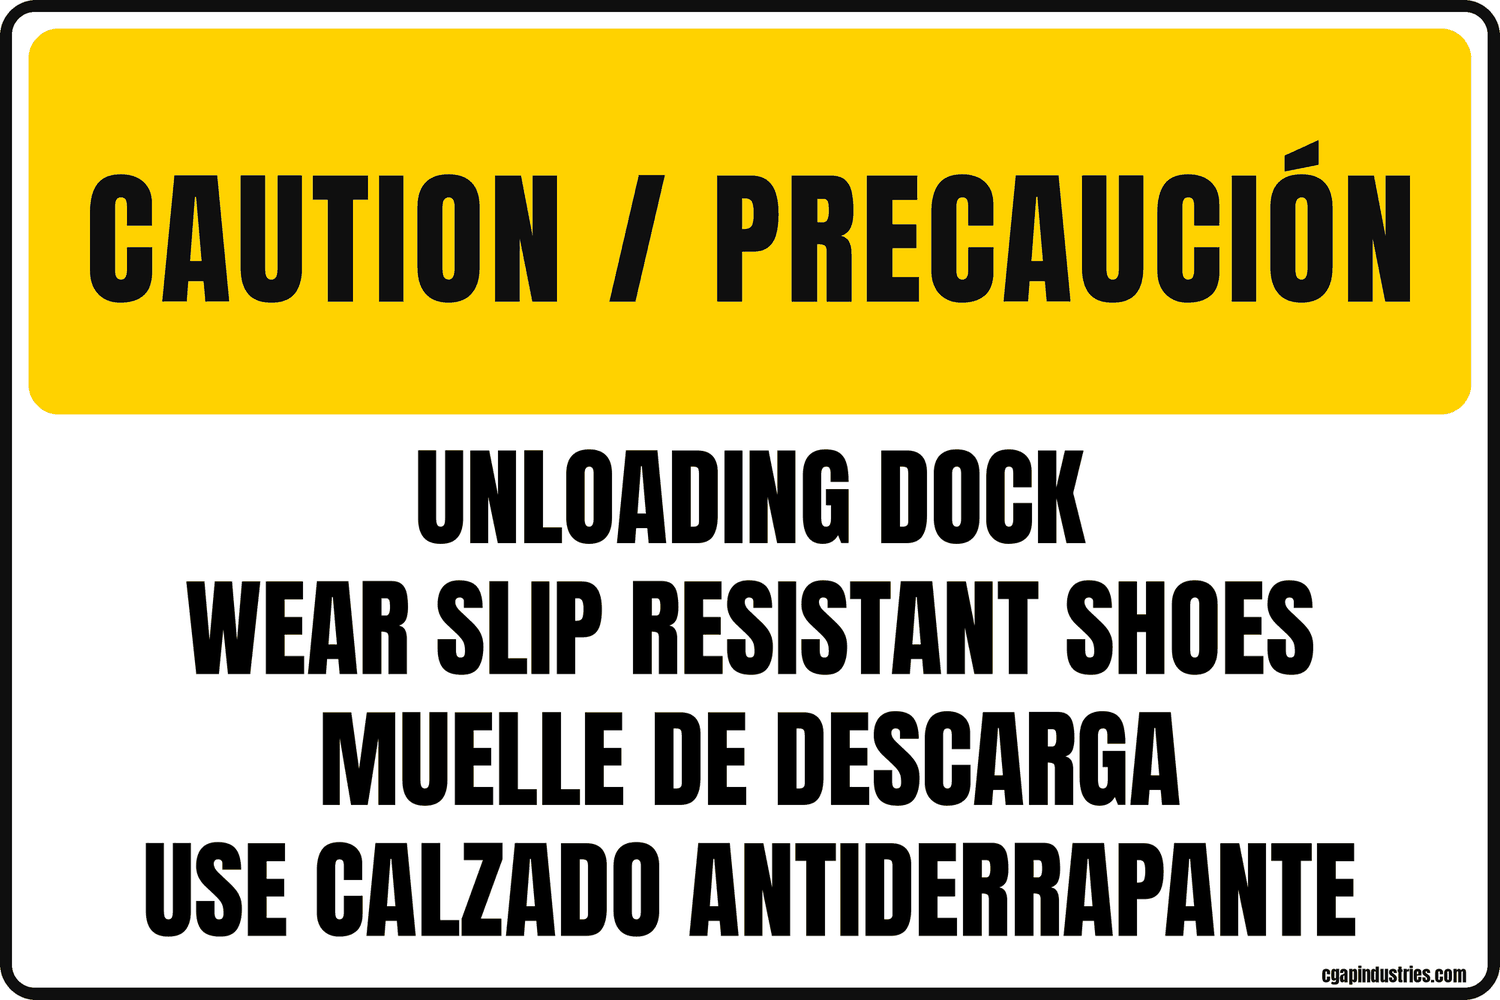 CAUTION / PRECAUCIÓN
UNLOADING DOCK
WEAR SLIP RESISTANT SHOES
MUELLE DE DESCARGA
USE CALZADO ANTIDERRAPANTE
cgapindustries.com